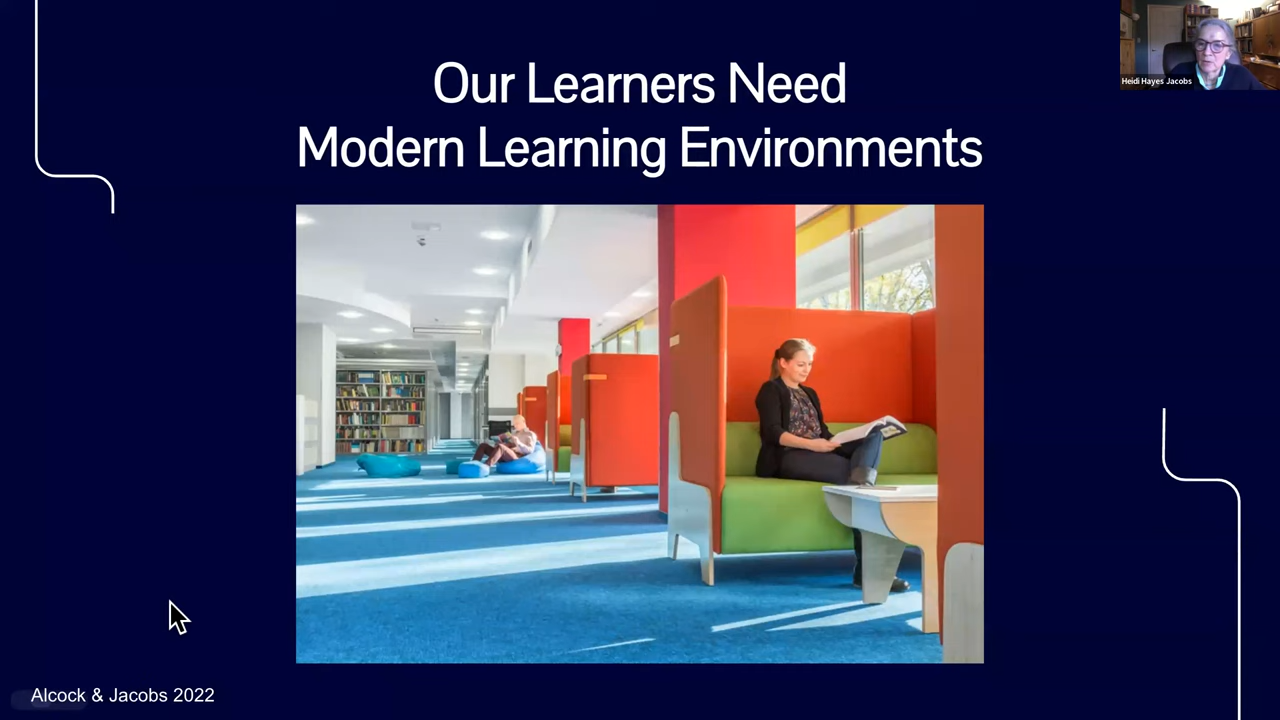 Our Learners Need
Modern Learning Environments
Heidi Hayes Jacobs
Alcock & Jacobs 2022